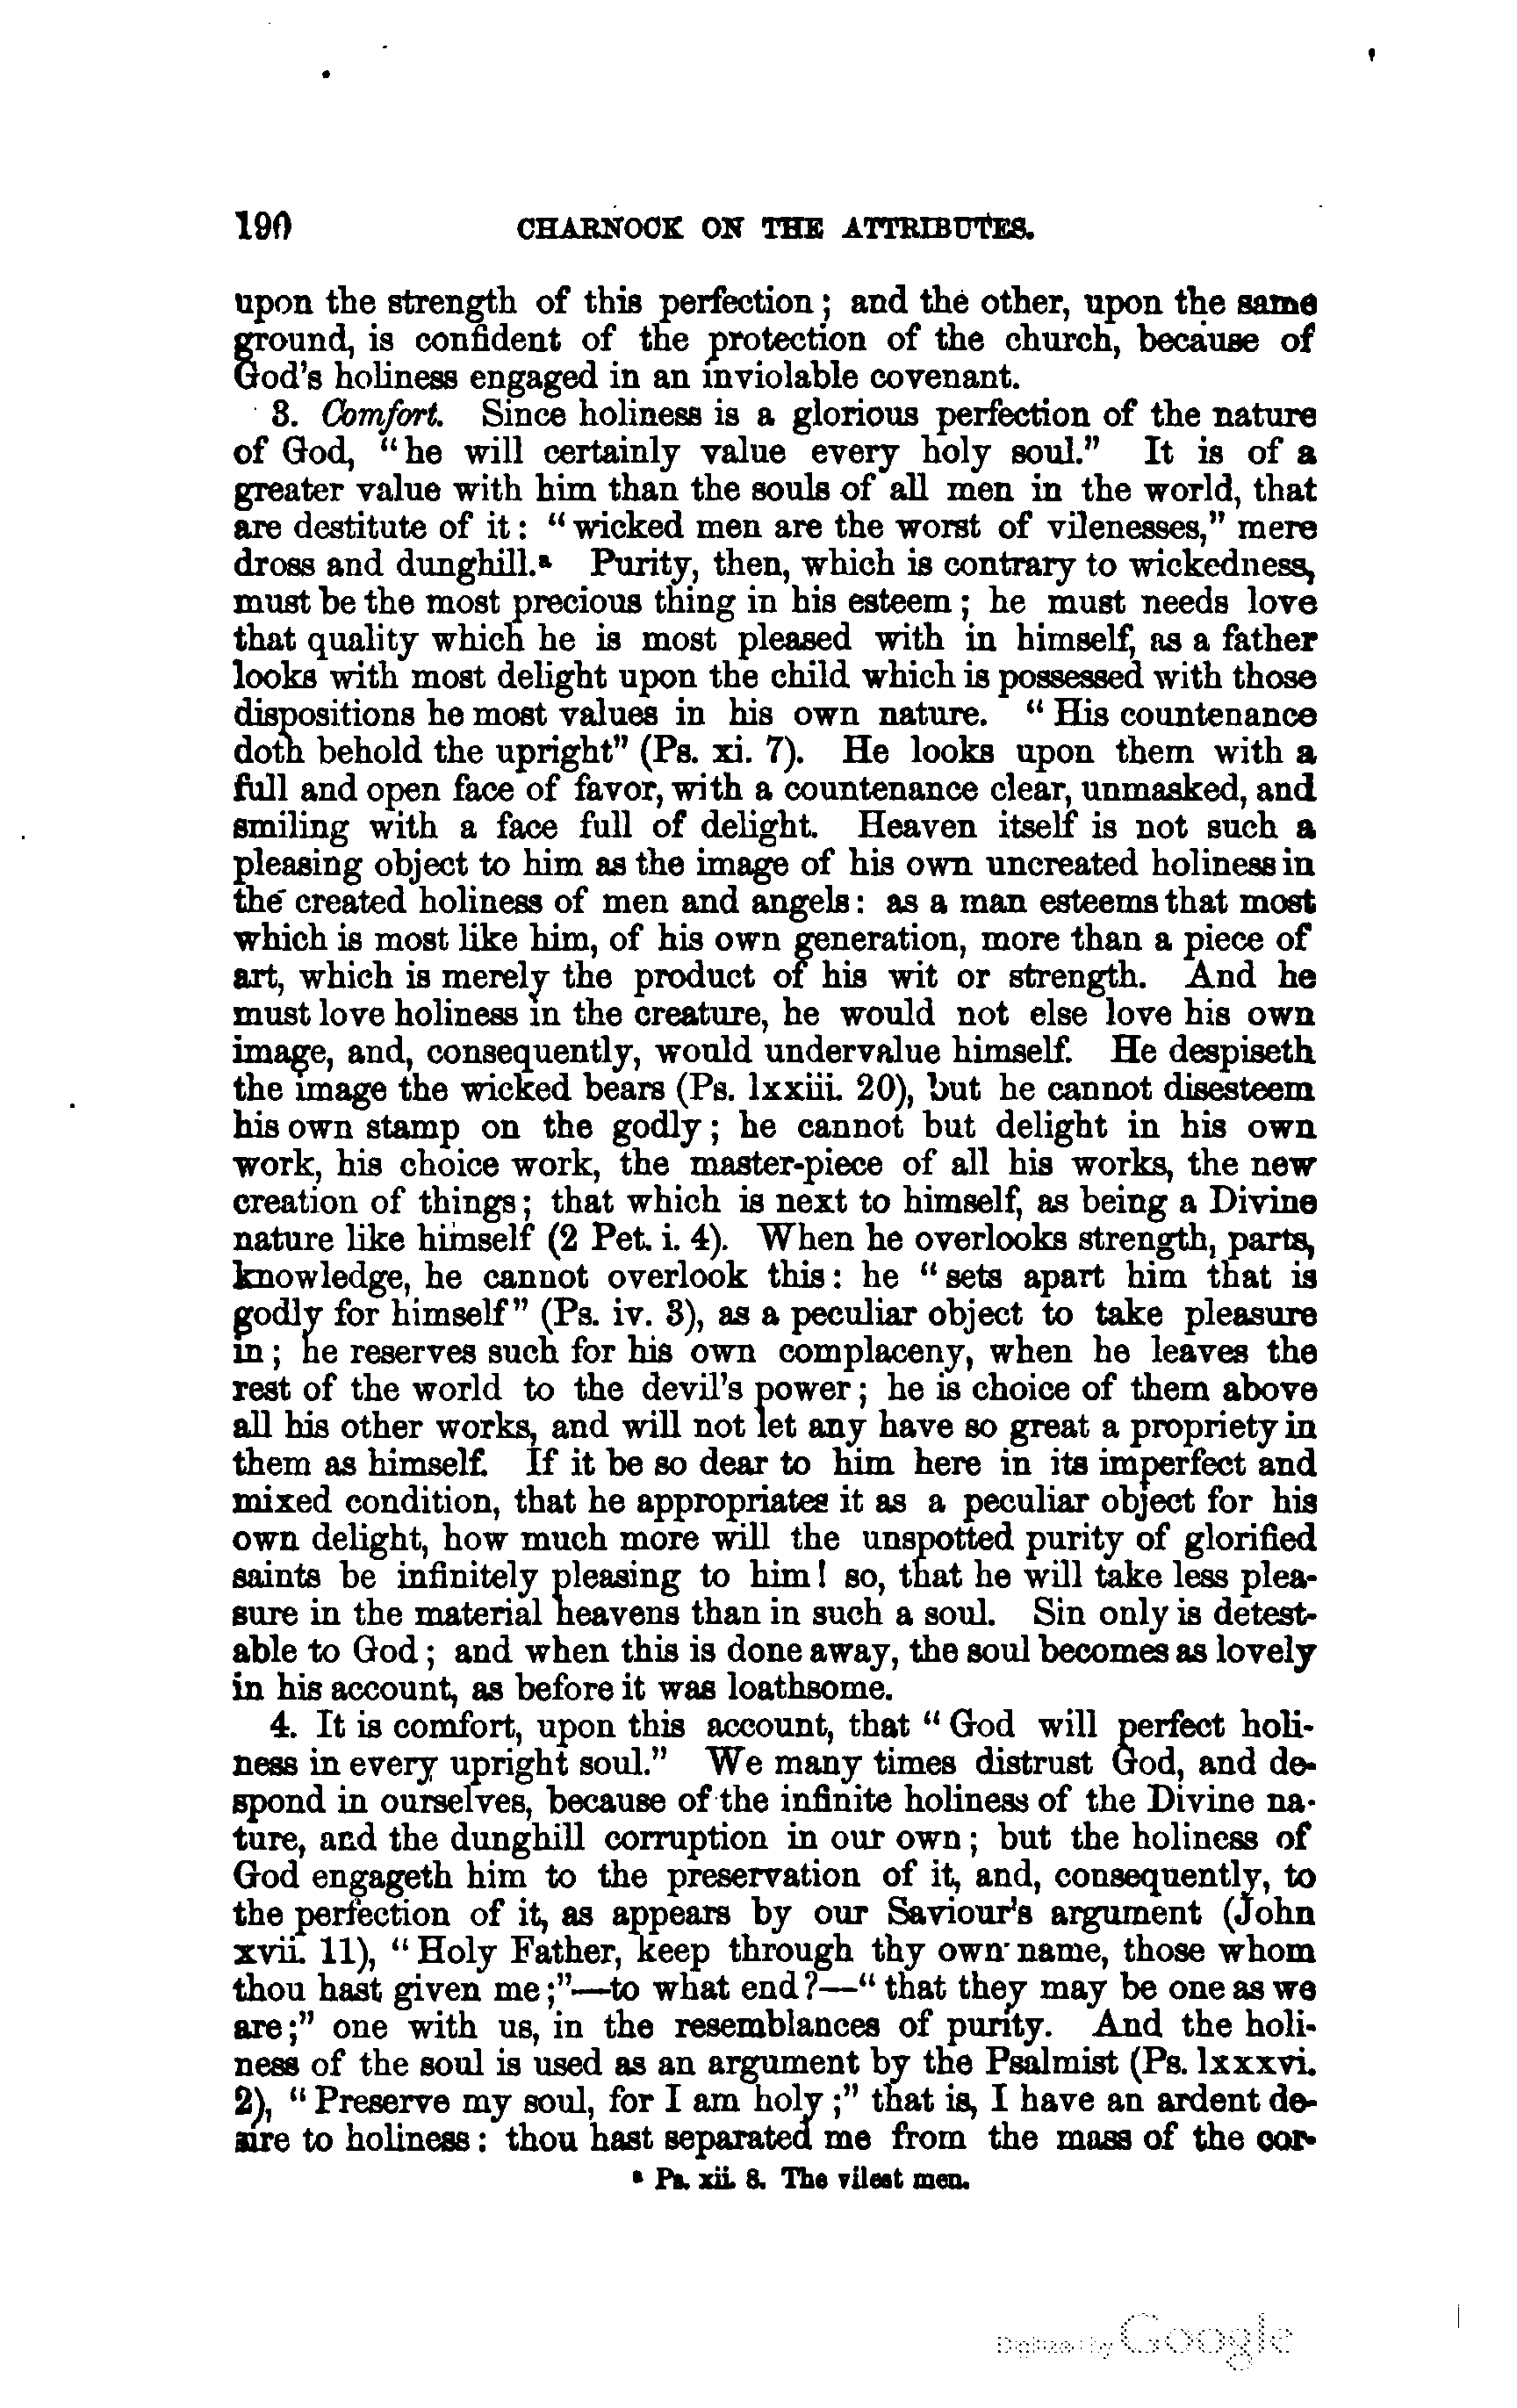 190 CHARNOCK ON THE ATTRIBUTES.
upon the strength of this perfection; and the other, upon the same
ground, is confident of the protection of the church, because of
God's holiness engaged in an inviolable covenant.
3. Comfort. Since holiness is a glorious perfection of the nature
of God, "he will certainly value every holy soul." It is of a
greater value with him than the souls of all men in the world, that
are destitute of it: "wicked men are the worst of vilenesses," mere
dross and dunghill.ᵃ Purity, then, which is contrary to wickedness,
must be the most precious thing in his esteem; he must needs love
that quality which he is most pleased with in himself, as a father
looks with most delight upon the child which is possessed with those
dispositions he most values in his own nature. "His countenance
doth behold the upright" (Ps. xi. 7). He looks upon them with a
full and open face of favor, with a countenance clear, unmasked, and
smiling with a face full of delight. Heaven itself is not such a
pleasing object to him as the image of his own uncreated holiness in
the created holiness of men and angels: as a man esteems that most
which is most like him, of his own generation, more than a piece of
art, which is merely the product of his wit or strength. And he
must love holiness in the creature, he would not else love his own
image, and, consequently, would undervalue himself. He despiseth
the image the wicked bears (Ps. lxxiii. 20), but he cannot disesteem
his own stamp on the godly; he cannot but delight in his own
work, his choice work, the master-piece of all his works, the new
creation of things; that which is next to himself, as being a Divine
nature like himself (2 Pet. i. 4). When he overlooks strength, parts,
knowledge, he cannot overlook this: he "sets apart him that is
godly for himself" (Ps. iv. 3), as a peculiar object to take pleasure
in; he reserves such for his own complaceny, when he leaves the
rest of the world to the devil's power; he is choice of them above
all his other works, and will not let any have so great a propriety in
them as himself. If it be so dear to him here in its imperfect and
mixed condition, that he appropriates it as a peculiar object for his
own delight, how much more will the unspotted purity of glorified
saints be infinitely pleasing to him! so, that he will take less plea-
sure in the material heavens than in such a soul. Sin only is detest-
able to God; and when this is done away, the soul becomes as lovely
in his account, as before it was loathsome.
4. It is comfort, upon this account, that "God will perfect holi-
ness in every upright soul." We many times distrust God, and de-
spond in ourselves, because of the infinite holiness of the Divine na-
ture, and the dunghill corruption in our own; but the holiness of
God engageth him to the preservation of it, and, consequently, to
the perfection of it, as appears by our Saviour's argument (John
xvii. 11), "Holy Father, keep through thy own name, those whom
thou hast given me;"—to what end?—"that they may be one as we
are;" one with us, in the resemblances of purity. And the holi-
ness of the soul is used as an argument by the Psalmist (Ps. lxxxvi.
2), "Preserve my soul, for I am holy;" that is, I have an ardent de-
sire to holiness: thou hast separated me from the mass of the cor-
ᵃ Ps. xii. 8. The vilest men.
Digitized by Google